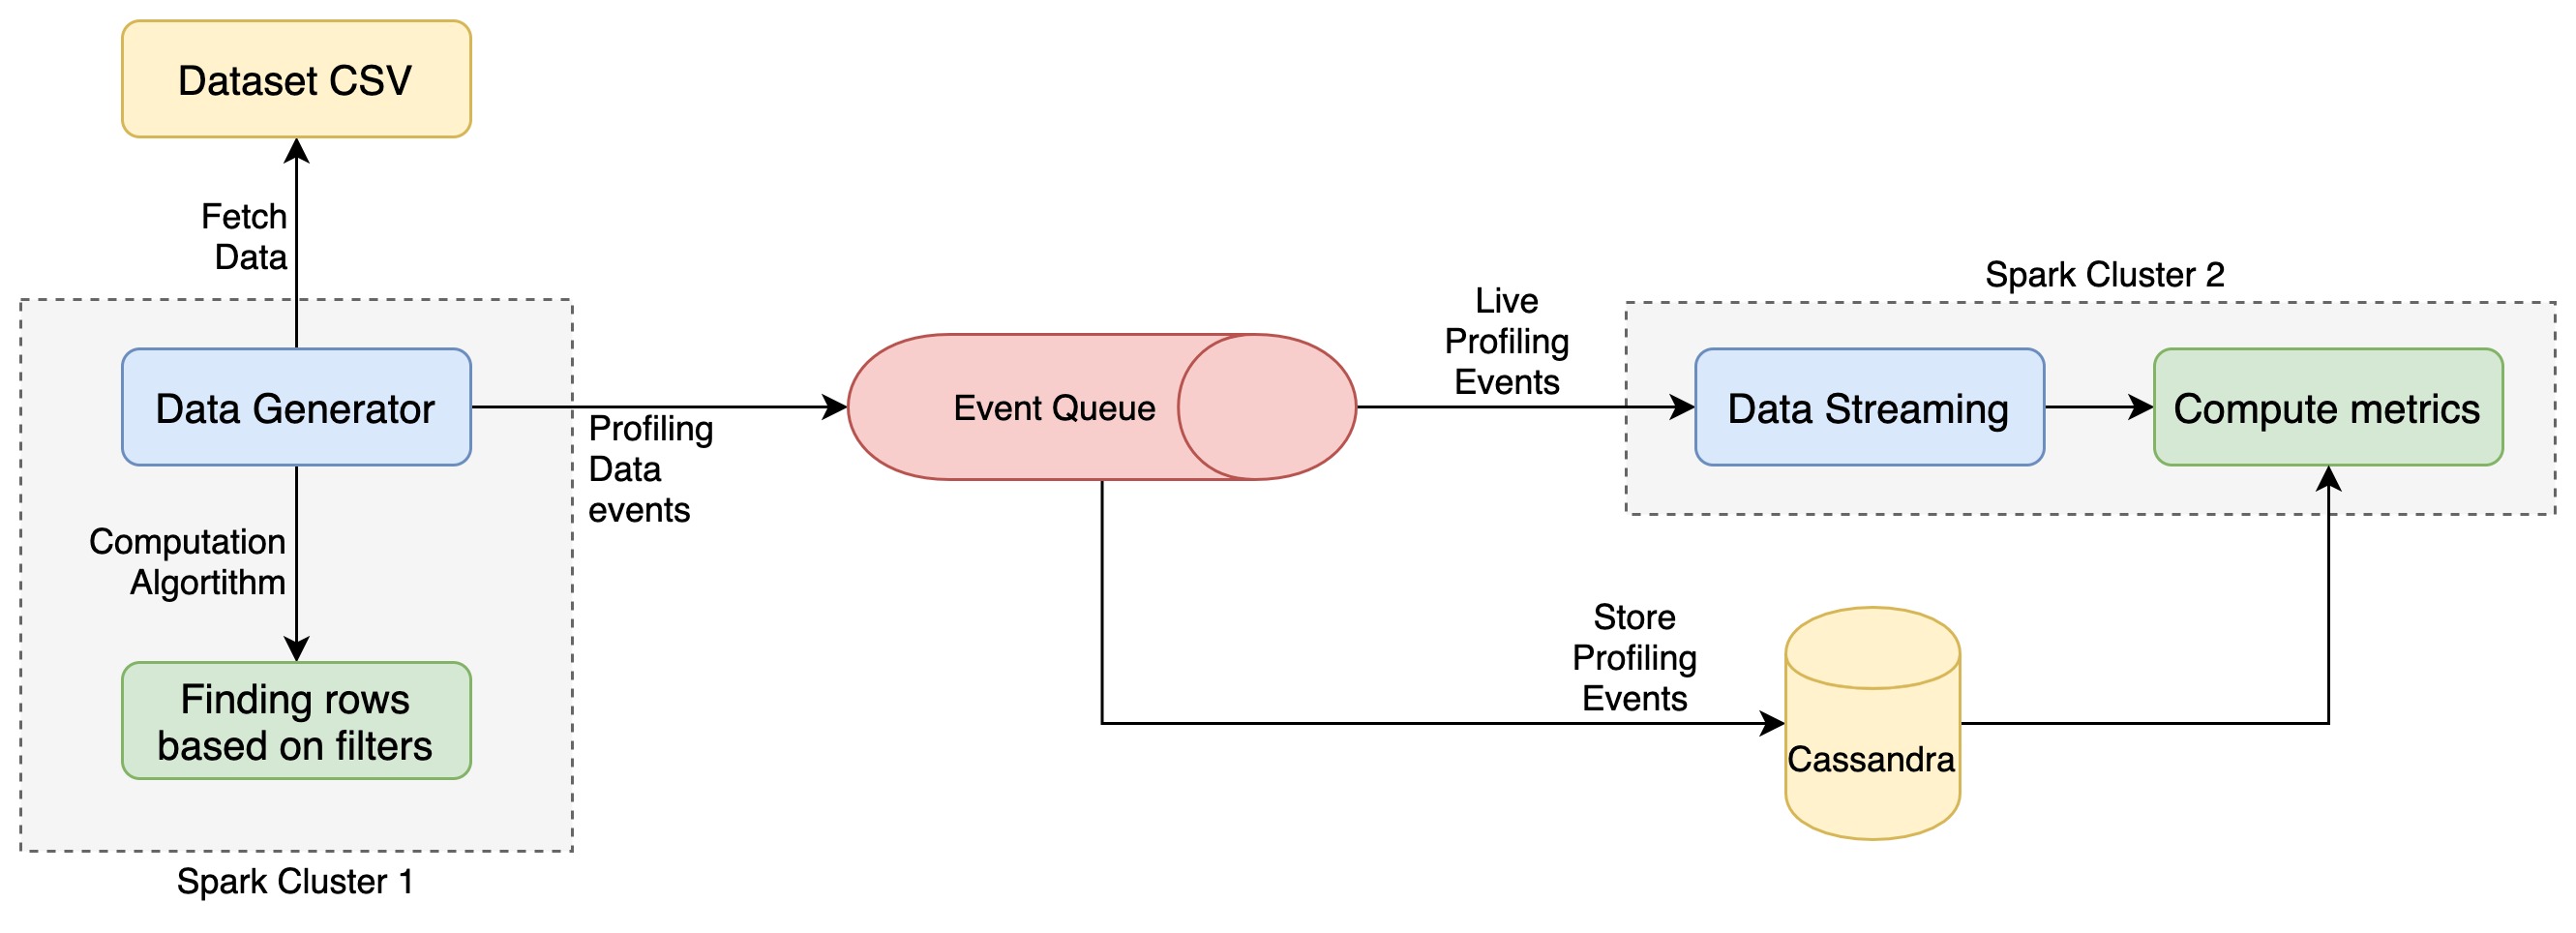 Dataset CSV
Fetch
Data
Data Generator
Computation
Algortithm
Finding rows
based on filters
Spark Cluster 1
Profiling
Data
events
Event Queue
Live
Profiling
Events
Spark Cluster 2
Data Streaming
Compute metrics
Store
Profiling
Events
Cassandra